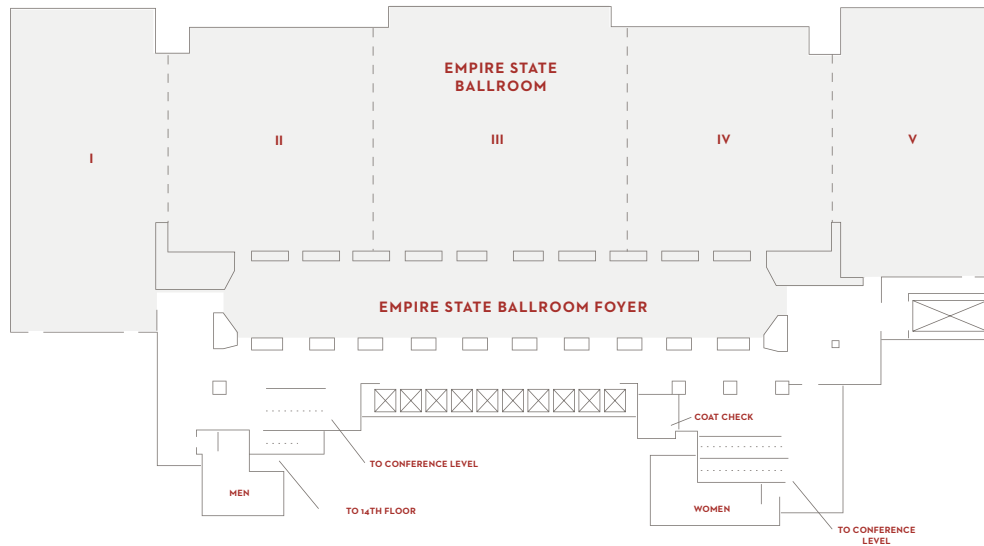 EMPIRE STATE
BALLROOM
I
II
III
IV
V
EMPIRE STATE BALLROOM FOYER
COAT CHECK
TO CONFERENCE LEVEL
MEN
TO 14TH FLOOR
WOMEN
TO CONFERENCE
LEVEL